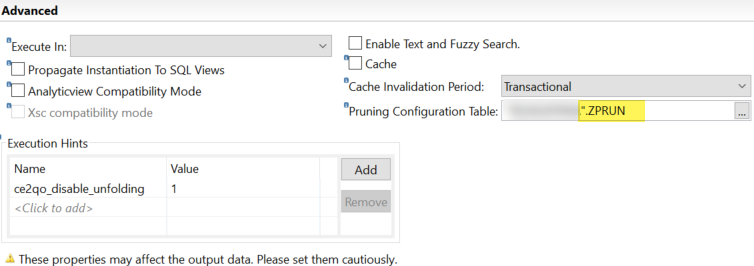 Advanced
Execute In:
Enable Text and Fuzzy Search.
Propagate Instantiation To SQL Views
Cache
Analyticview Compatibility Mode
Cache Invalidation Period: Transactional
Xsc compatibility mode
Pruning Configuration Table: ".ZPRUN ...
Execution Hints
Name Value Add
ce2qo_disable_unfolding 1
<Click to add> Remove
These properties may affect the output data. Please set them cautiously.